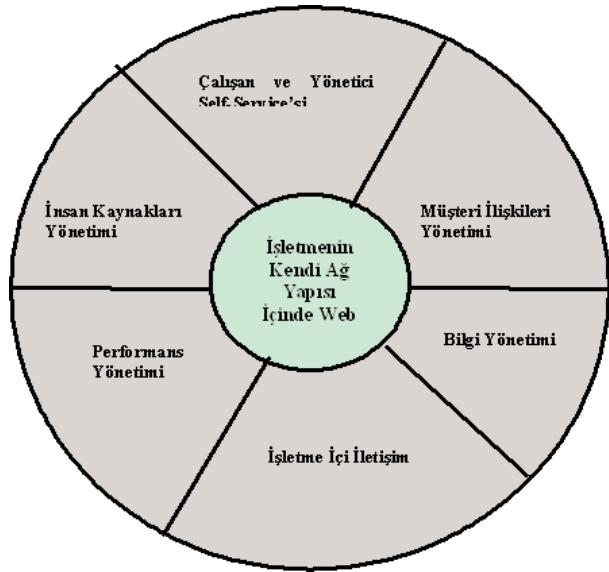 Çalışan ve Yönetici
Self-Service'si
İnsan Kaynakları
Yönetimi
Müşteri İlişkileri
Yönetimi
İşletmenin
Kendi Ağ
Yapısı
İçinde Web
Performans
Yönetimi
Bilgi Yönetimi
İşletme İçi İletişim